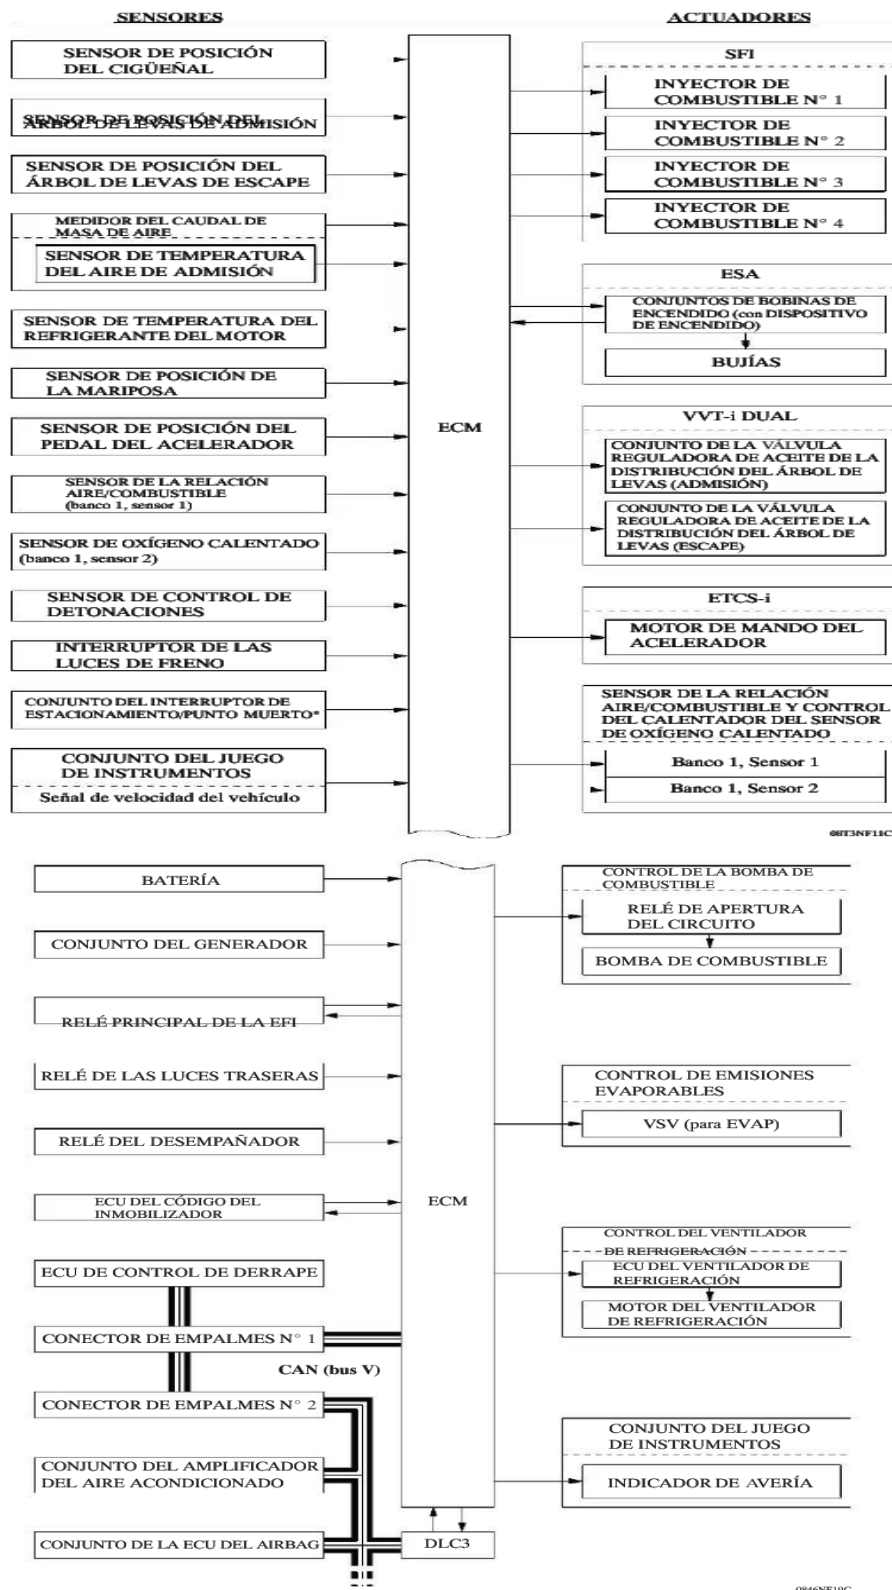 SENSORES
SENSOR DE POSICIÓN
DEL CIGÜEÑAL
SENSOR DE POSICIÓN DEL
ÁRBOL DE LEVAS DE ADMISIÓN
SENSOR DE POSICIÓN DEL
ÁRBOL DE LEVAS DE ESCAPE
MEDIDOR DEL CAUDAL DE
MASA DE AIRE
SENSOR DE TEMPERATURA
DEL AIRE DE ADMISIÓN
SENSOR DE TEMPERATURA DEL
REFRIGERANTE DEL MOTOR
SENSOR DE POSICIÓN DE
LA MARIPOSA
SENSOR DE POSICIÓN DEL
PEDAL DEL ACELERADOR
SENSOR DE LA RELACIÓN
AIRE/COMBUSTIBLE
(banco 1, sensor 1)
SENSOR DE OXÍGENO CALENTADO
(banco 1, sensor 2)
SENSOR DE CONTROL DE
DETONACIONES
INTERRUPTOR DE LAS
LUCES DE FRENO
CONJUNTO DEL INTERRUPTOR DE
ESTACIONAMIENTO/PUNTO MUERTO*
CONJUNTO DEL JUEGO
DE INSTRUMENTOS
Señal de velocidad del vehículo
ECM
ACTUADORES
SFI
INYECTOR DE
COMBUSTIBLE N° 1
INYECTOR DE
COMBUSTIBLE N° 2
INYECTOR DE
COMBUSTIBLE N° 3
INYECTOR DE
COMBUSTIBLE N° 4
ESA
CONJUNTOS DE BOBINAS DE
ENCENDIDO (con DISPOSITIVO
DE ENCENDIDO)
BUJÍAS
VVT-i DUAL
CONJUNTO DE LA VÁLVULA
REGULADORA DE ACEITE DE LA
DISTRIBUCIÓN DEL ÁRBOL DE
LEVAS (ADMISIÓN)
CONJUNTO DE LA VÁLVULA
REGULADORA DE ACEITE DE LA
DISTRIBUCIÓN DEL ÁRBOL DE
LEVAS (ESCAPE)
ETCS-i
MOTOR DE MANDO DEL
ACELERADOR
SENSOR DE LA RELACIÓN
AIRE/COMBUSTIBLE Y CONTROL
DEL CALENTADOR DEL SENSOR
DE OXÍGENO CALENTADO
Banco 1, Sensor 1
Banco 1, Sensor 2
08T3NF11C
BATERÍA
CONJUNTO DEL GENERADOR
RELÉ PRINCIPAL DE LA EFI
RELÉ DE LAS LUCES TRASERAS
RELÉ DEL DESEMPAÑADOR
ECU DEL CÓDIGO DEL
INMOBILIZADOR
ECU DE CONTROL DE DERRAPE
CONECTOR DE EMPALMES N° 1
CAN (bus V)
CONECTOR DE EMPALMES N° 2
CONJUNTO DEL AMPLIFICADOR
DEL AIRE ACONDICIONADO
CONJUNTO DE LA ECU DEL AIRBAG
ECM
DLC3
CONTROL DE LA BOMBA DE
COMBUSTIBLE
RELÉ DE APERTURA
DEL CIRCUITO
BOMBA DE COMBUSTIBLE
CONTROL DE EMISIONES
EVAPORABLES
VSV (para EVAP)
CONTROL DEL VENTILADOR
DE REFRIGERACIÓN
ECU DEL VENTILADOR DE
REFRIGERACIÓN
MOTOR DEL VENTILADOR
DE REFRIGERACIÓN
CONJUNTO DEL JUEGO
DE INSTRUMENTOS
INDICADOR DE AVERÍA